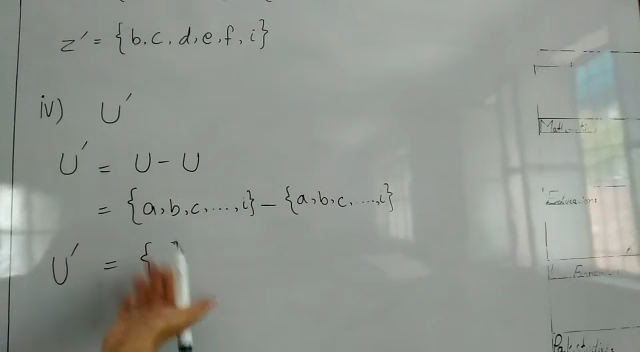 z' = {b, c, d, e, f, i}
iv) U'
U' = U - U
= {a, b, c, ..., i} - {a, b, c, ..., i}
U' = { }